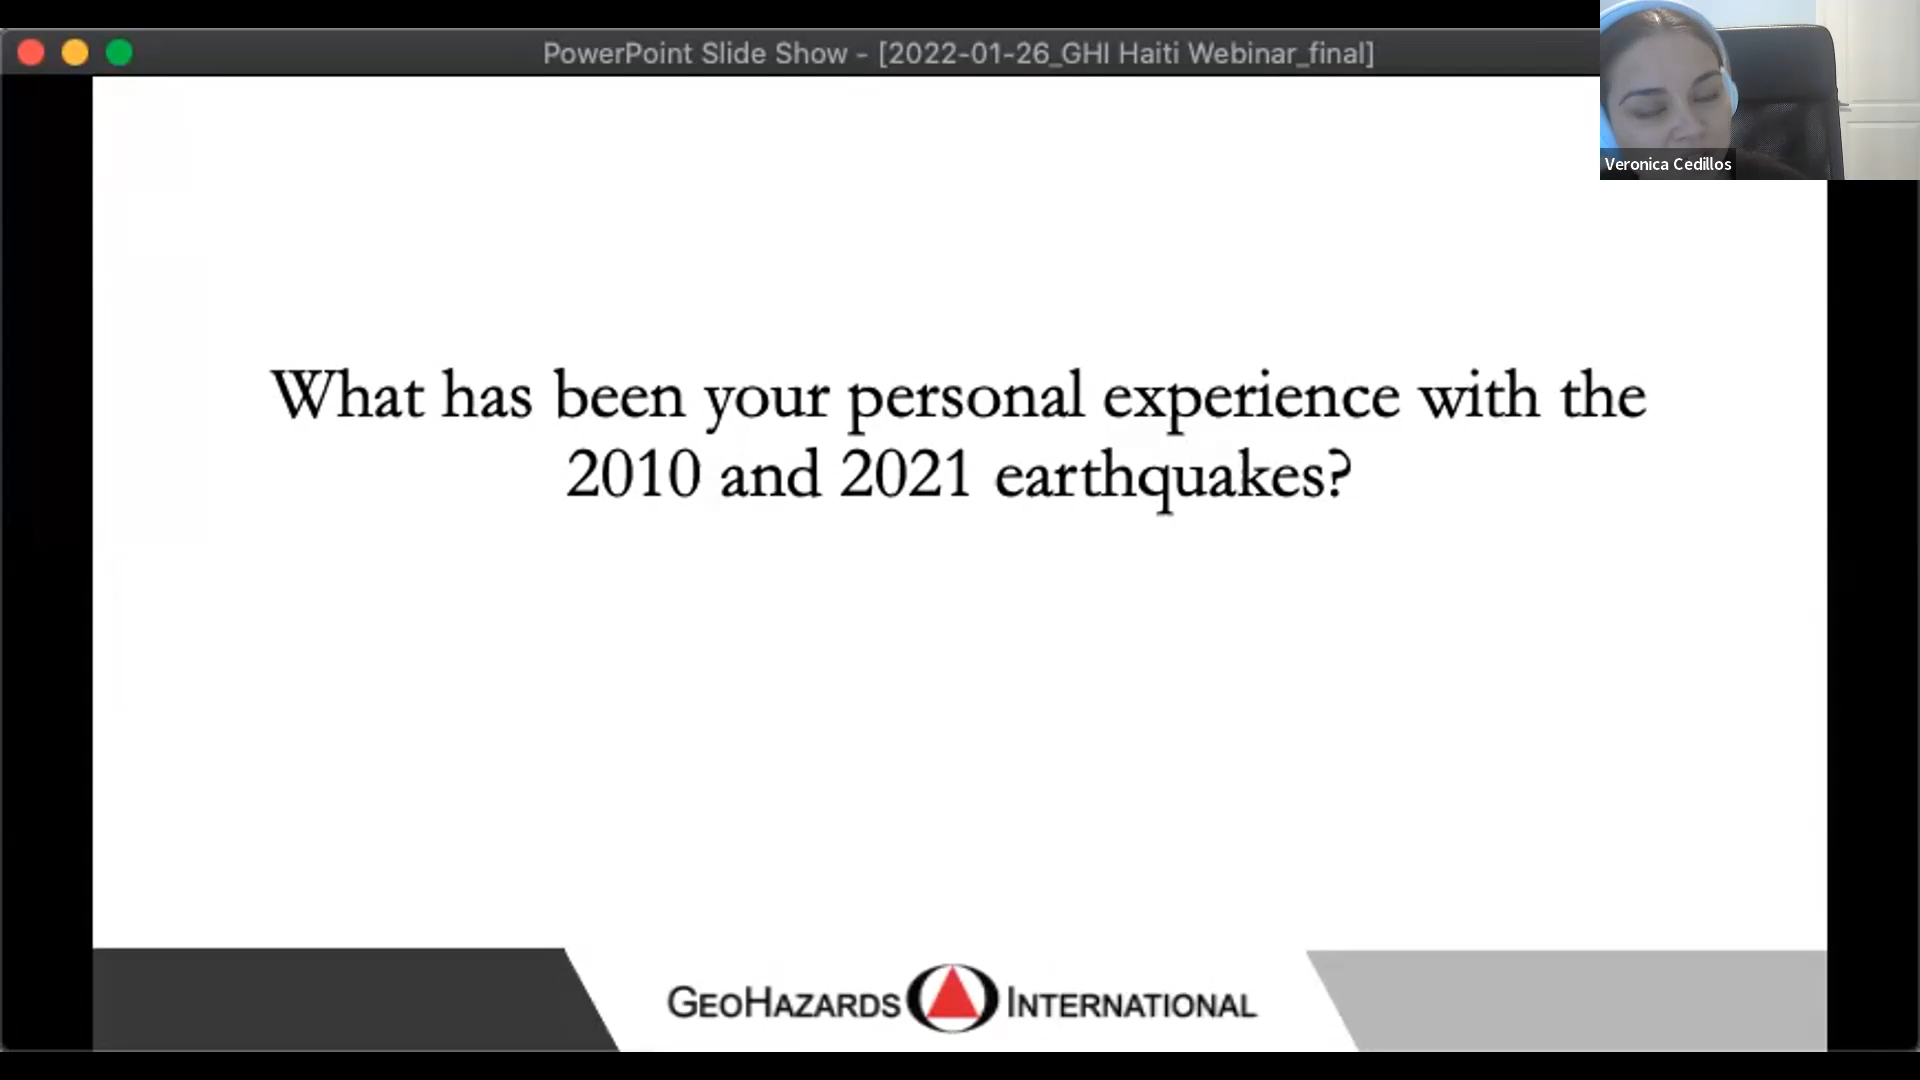 PowerPoint Slide Show - [2022-01-26_GHI Haiti Webinar_final]
Veronica Cedillos
What has been your personal experience with the
2010 and 2021 earthquakes?
GEOHAZARDS INTERNATIONAL